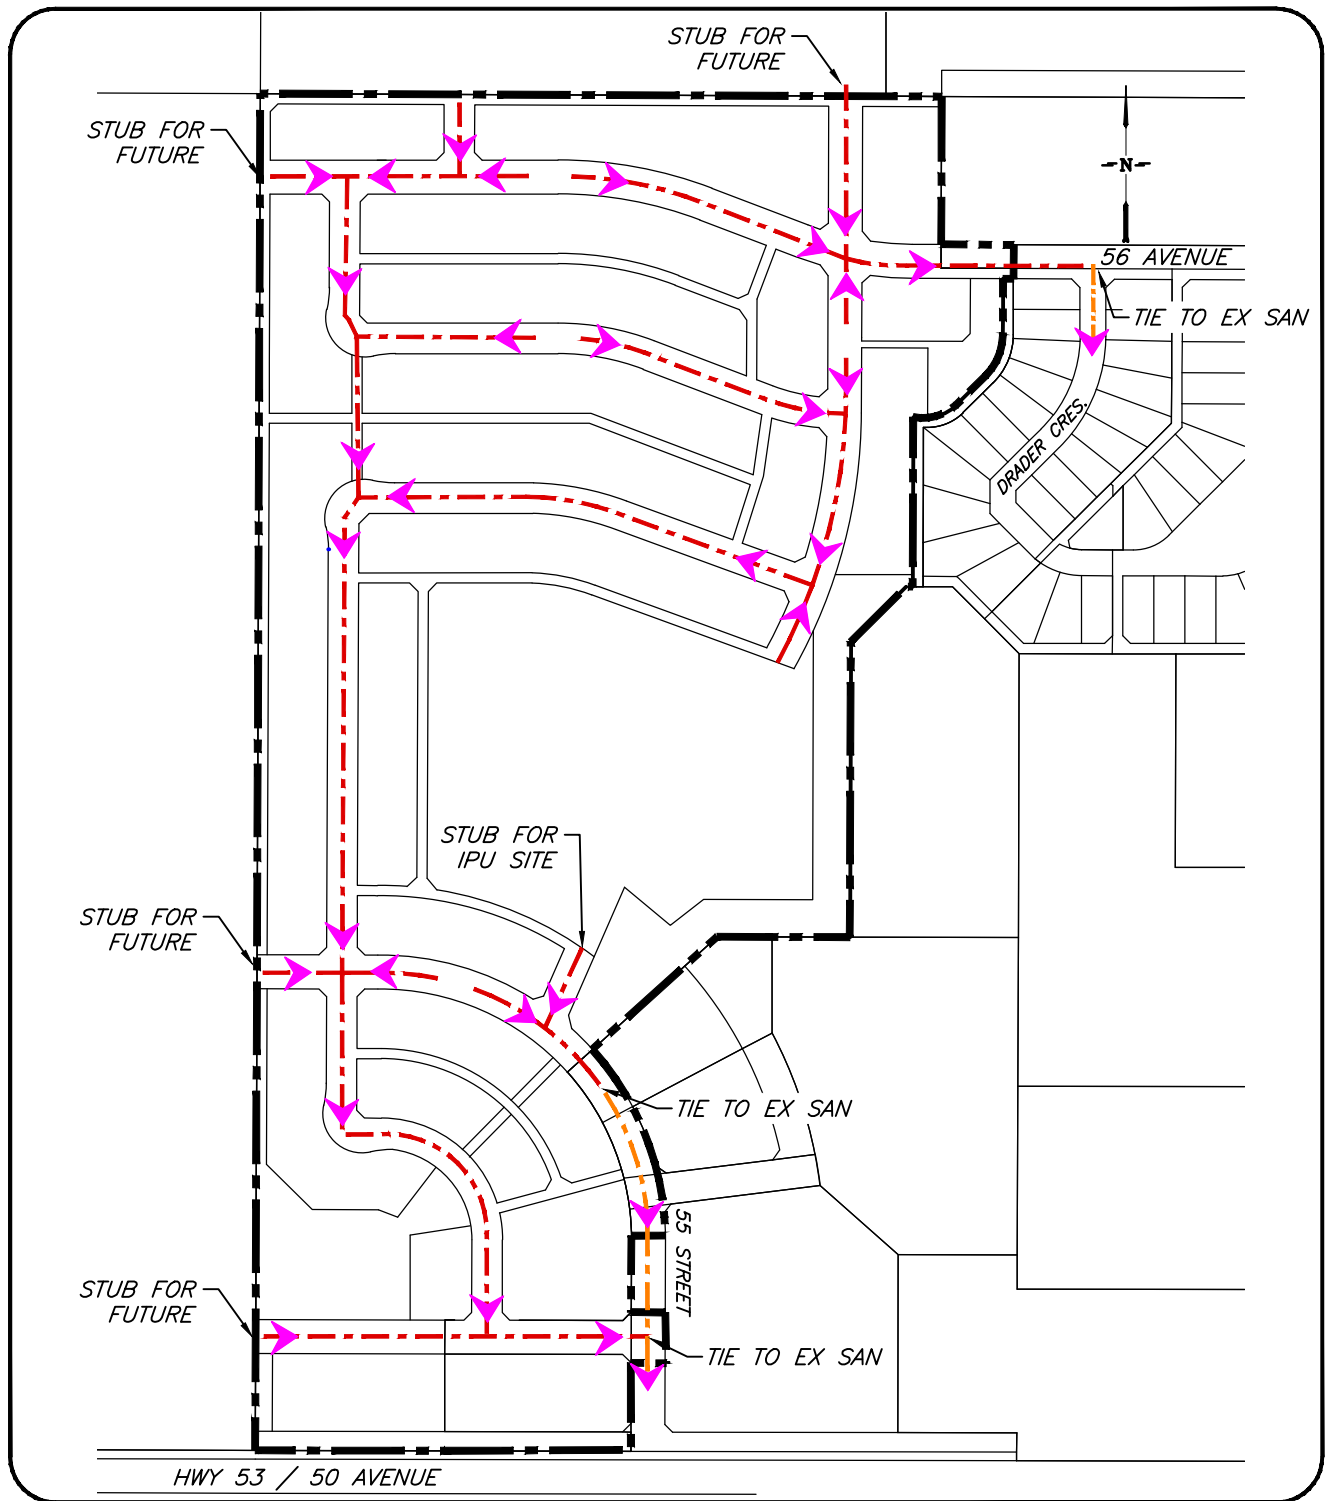 STUB FOR
FUTURE
STUB FOR
FUTURE
-N-
56 AVENUE
TIE TO EX SAN
DRADER CRES.
STUB FOR
IPU SITE
STUB FOR
FUTURE
TIE TO EX SAN
55 STREET
STUB FOR
FUTURE
TIE TO EX SAN
HWY 53 / 50 AVENUE